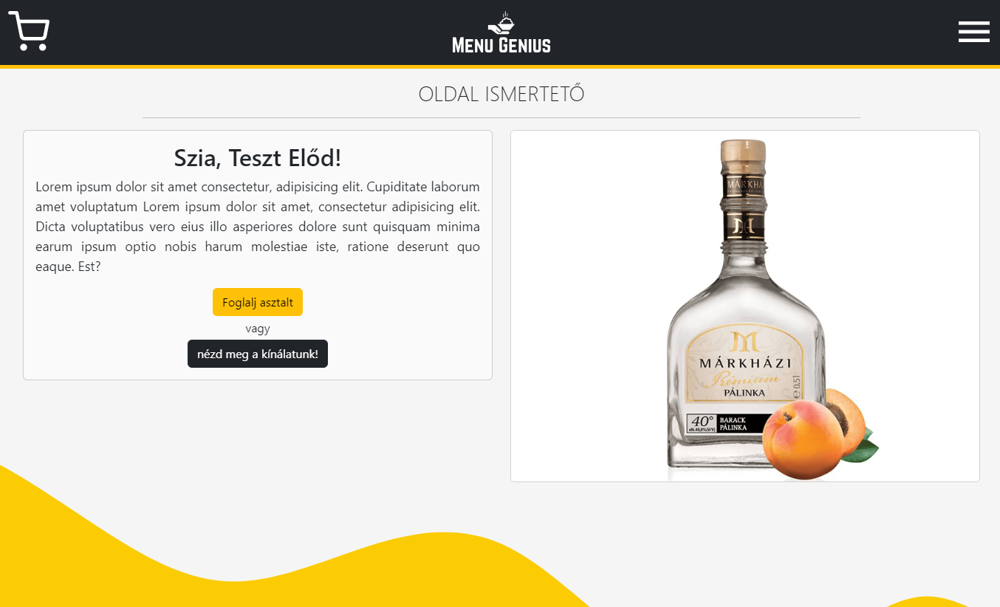 MENU GENIUS
OLDAL ISMERTETŐ
Szia, Teszt Előd!
Lorem ipsum dolor sit amet consectetur, adipisicing elit. Cupiditate laborum
amet voluptatum Lorem ipsum dolor sit amet, consectetur adipisicing elit.
Dicta voluptatibus vero eius illo asperiores dolore sunt quisquam minima
earum ipsum optio nobis harum molestiae iste, ratione deserunt quo
eaque. Est?
Foglalj asztalt
vagy
nézd meg a kínálatunk!
MÁRKHÁ
M
M
MÁRKHÁZI
Prémium
PÁLINKA
℮ 0.5l
40°
alk.40,0%(V/V)
BARACK
PÁLINKA